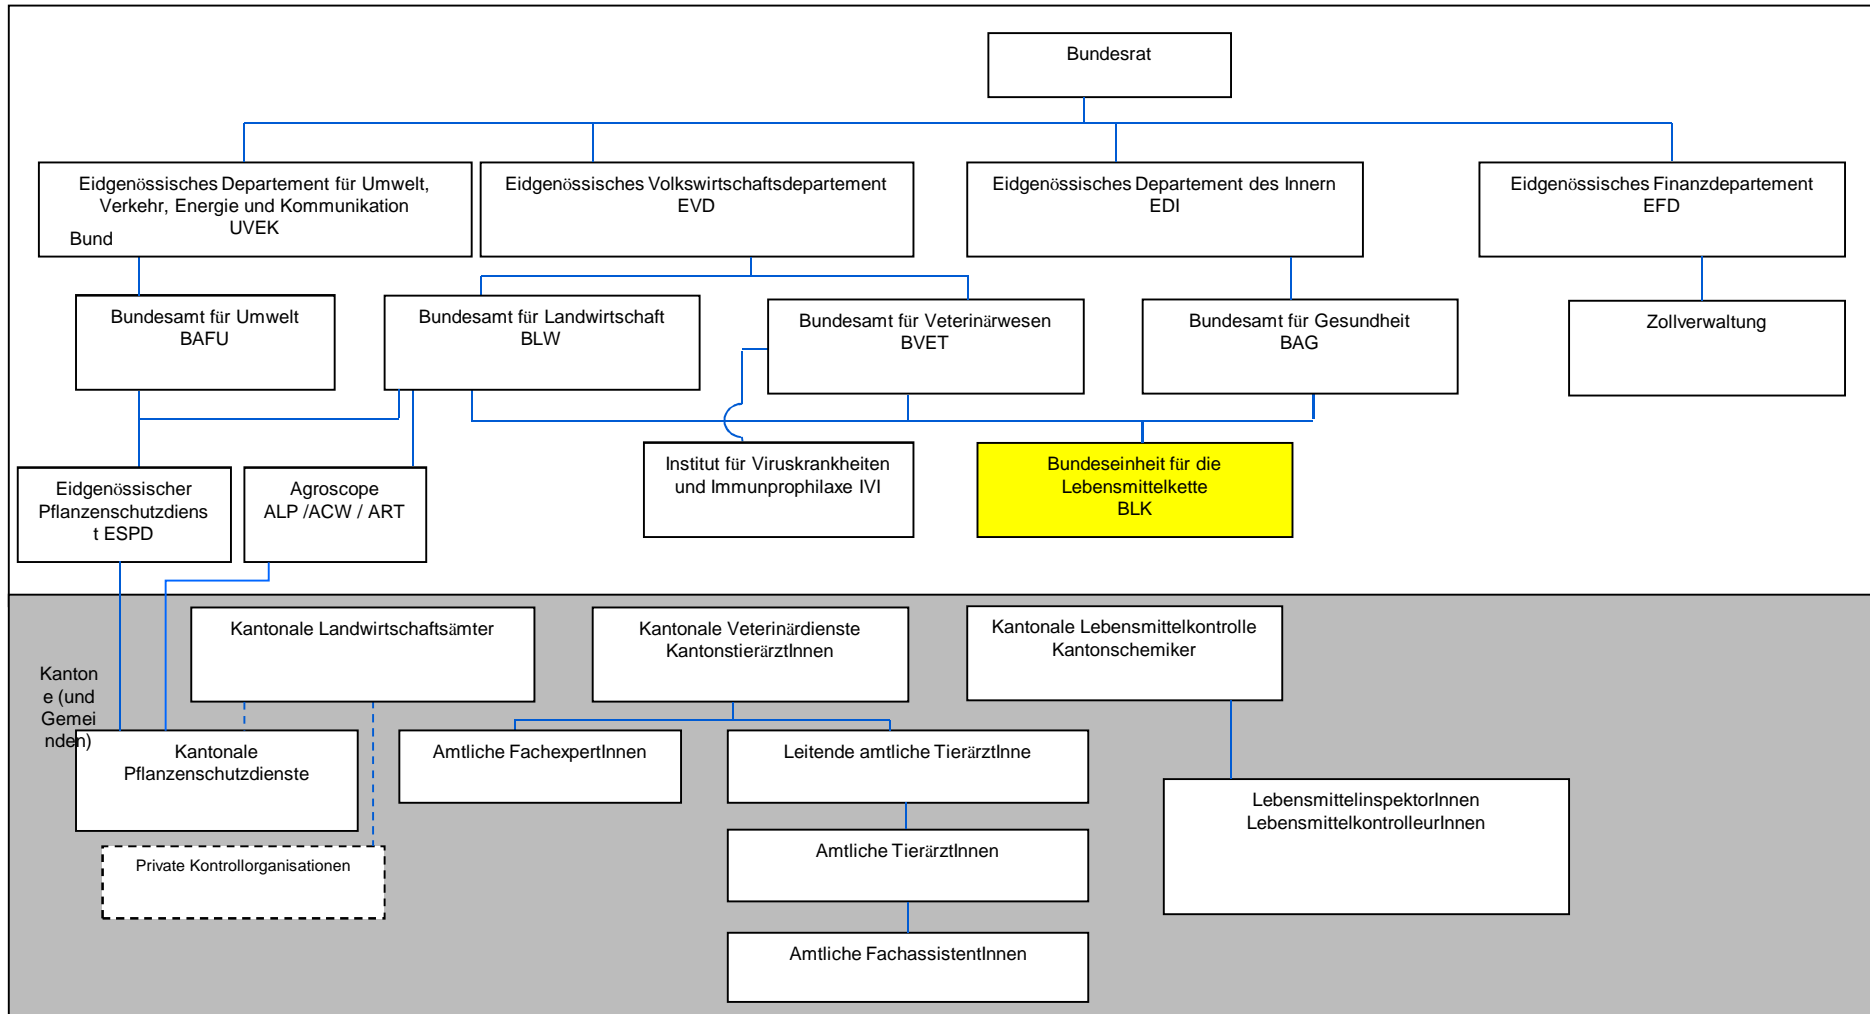 Bundesrat
Eidgenössisches Departement für Umwelt,
Verkehr, Energie und Kommunikation
UVEK
Bund
Eidgenössisches Volkswirtschaftsdepartement
EVD
Eidgenössisches Departement des Innern
EDI
Eidgenössisches Finanzdepartement
EFD
Bundesamt für Umwelt
BAFU
Bundesamt für Landwirtschaft
BLW
Bundesamt für Veterinärwesen
BVET
Bundesamt für Gesundheit
BAG
Zollverwaltung
Eidgenössischer
Pflanzenschutzdiens
t ESPD
Agroscope
ALP /ACW / ART
Institut für Viruskrankheiten
und Immunprophilaxe IVI
Bundeseinheit für die
Lebensmittelkette
BLK
Kanton
e (und
Gemei
nden)
Kantonale Landwirtschaftsämter
Kantonale Veterinärdienste
KantonstierärztInnen
Kantonale Lebensmittelkontrolle
Kantonschemiker
Kantonale
Pflanzenschutzdienste
Amtliche FachexpertInnen
Leitende amtliche TierärztInne
LebensmittelinspektorInnen
LebensmittelkontrolleurInnen
Private Kontrollorganisationen
Amtliche TierärztInnen
Amtliche FachassistentInnen